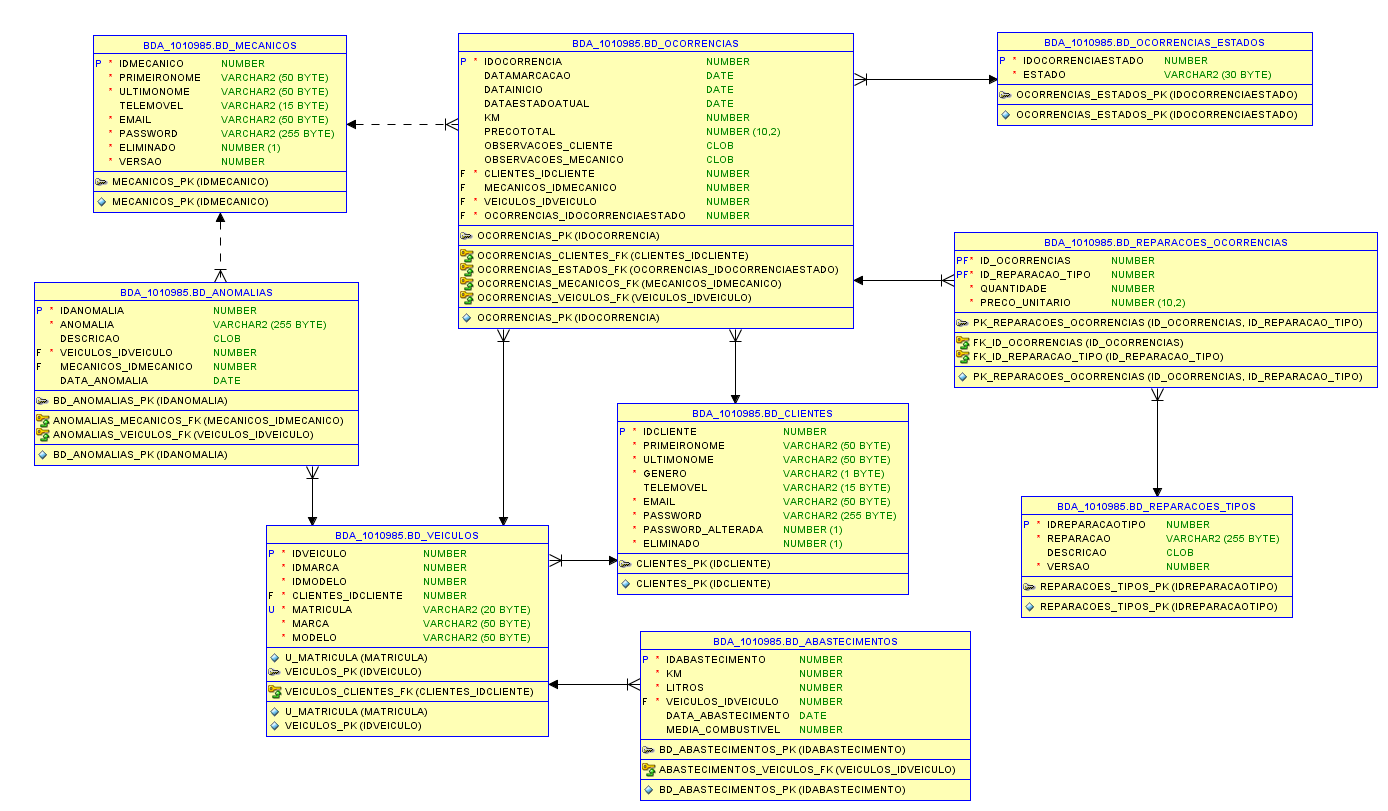 BDA_1010985.BD_MECANICOS
P * IDMECANICO NUMBER
* PRIMEIRONOME VARCHAR2 (50 BYTE)
* ULTIMONOME VARCHAR2 (50 BYTE)
TELEMOVEL VARCHAR2 (15 BYTE)
* EMAIL VARCHAR2 (50 BYTE)
* PASSWORD VARCHAR2 (255 BYTE)
* ELIMINADO NUMBER (1)
* VERSAO NUMBER
MECANICOS_PK (IDMECANICO)
MECANICOS_PK (IDMECANICO)
BDA_1010985.BD_OCORRENCIAS
P * IDOCORRENCIA NUMBER
DATAMARCACAO DATE
DATAINICIO DATE
DATAESTADOATUAL DATE
KM NUMBER
PRECOTOTAL NUMBER (10,2)
OBSERVACOES_CLIENTE CLOB
OBSERVACOES_MECANICO CLOB
F * CLIENTES_IDCLIENTE NUMBER
F MECANICOS_IDMECANICO NUMBER
F * VEICULOS_IDVEICULO NUMBER
F * OCORRENCIAS_IDOCORRENCIAESTADO NUMBER
OCORRENCIAS_PK (IDOCORRENCIA)
OCORRENCIAS_CLIENTES_FK (CLIENTES_IDCLIENTE)
OCORRENCIAS_ESTADOS_FK (OCORRENCIAS_IDOCORRENCIAESTADO)
OCORRENCIAS_MECANICOS_FK (MECANICOS_IDMECANICO)
OCORRENCIAS_VEICULOS_FK (VEICULOS_IDVEICULO)
OCORRENCIAS_PK (IDOCORRENCIA)
BDA_1010985.BD_OCORRENCIAS_ESTADOS
P * IDOCORRENCIAESTADO NUMBER
* ESTADO VARCHAR2 (30 BYTE)
OCORRENCIAS_ESTADOS_PK (IDOCORRENCIAESTADO)
OCORRENCIAS_ESTADOS_PK (IDOCORRENCIAESTADO)
BDA_1010985.BD_REPARACOES_OCORRENCIAS
PF* ID_OCORRENCIAS NUMBER
PF* ID_REPARACAO_TIPO NUMBER
* QUANTIDADE NUMBER
* PRECO_UNITARIO NUMBER (10,2)
PK_REPARACOES_OCORRENCIAS (ID_OCORRENCIAS, ID_REPARACAO_TIPO)
FK_ID_OCORRENCIAS (ID_OCORRENCIAS)
FK_ID_REPARACAO_TIPO (ID_REPARACAO_TIPO)
PK_REPARACOES_OCORRENCIAS (ID_OCORRENCIAS, ID_REPARACAO_TIPO)
BDA_1010985.BD_ANOMALIAS
P * IDANOMALIA NUMBER
* ANOMALIA VARCHAR2 (255 BYTE)
DESCRICAO CLOB
F * VEICULOS_IDVEICULO NUMBER
F MECANICOS_IDMECANICO NUMBER
DATA_ANOMALIA DATE
BD_ANOMALIAS_PK (IDANOMALIA)
ANOMALIAS_MECANICOS_FK (MECANICOS_IDMECANICO)
ANOMALIAS_VEICULOS_FK (VEICULOS_IDVEICULO)
BD_ANOMALIAS_PK (IDANOMALIA)
BDA_1010985.BD_CLIENTES
P * IDCLIENTE NUMBER
* PRIMEIRONOME VARCHAR2 (50 BYTE)
* ULTIMONOME VARCHAR2 (50 BYTE)
* GENERO VARCHAR2 (1 BYTE)
TELEMOVEL VARCHAR2 (15 BYTE)
* EMAIL VARCHAR2 (50 BYTE)
* PASSWORD VARCHAR2 (255 BYTE)
* PASSWORD_ALTERADA NUMBER (1)
* ELIMINADO NUMBER (1)
CLIENTES_PK (IDCLIENTE)
CLIENTES_PK (IDCLIENTE)
BDA_1010985.BD_REPARACOES_TIPOS
P * IDREPARACAOTIPO NUMBER
* REPARACAO VARCHAR2 (255 BYTE)
DESCRICAO CLOB
* VERSAO NUMBER
REPARACOES_TIPOS_PK (IDREPARACAOTIPO)
REPARACOES_TIPOS_PK (IDREPARACAOTIPO)
BDA_1010985.BD_VEICULOS
P * IDVEICULO NUMBER
* IDMARCA NUMBER
* IDMODELO NUMBER
F * CLIENTES_IDCLIENTE NUMBER
U * MATRICULA VARCHAR2 (20 BYTE)
* MARCA VARCHAR2 (50 BYTE)
* MODELO VARCHAR2 (50 BYTE)
U_MATRICULA (MATRICULA)
VEICULOS_PK (IDVEICULO)
VEICULOS_CLIENTES_FK (CLIENTES_IDCLIENTE)
U_MATRICULA (MATRICULA)
VEICULOS_PK (IDVEICULO)
BDA_1010985.BD_ABASTECIMENTOS
P * IDABASTECIMENTO NUMBER
* KM NUMBER
* LITROS NUMBER
F * VEICULOS_IDVEICULO NUMBER
DATA_ABASTECIMENTO DATE
MEDIA_COMBUSTIVEL NUMBER
BD_ABASTECIMENTOS_PK (IDABASTECIMENTO)
ABASTECIMENTOS_VEICULOS_FK (VEICULOS_IDVEICULO)
BD_ABASTECIMENTOS_PK (IDABASTECIMENTO)